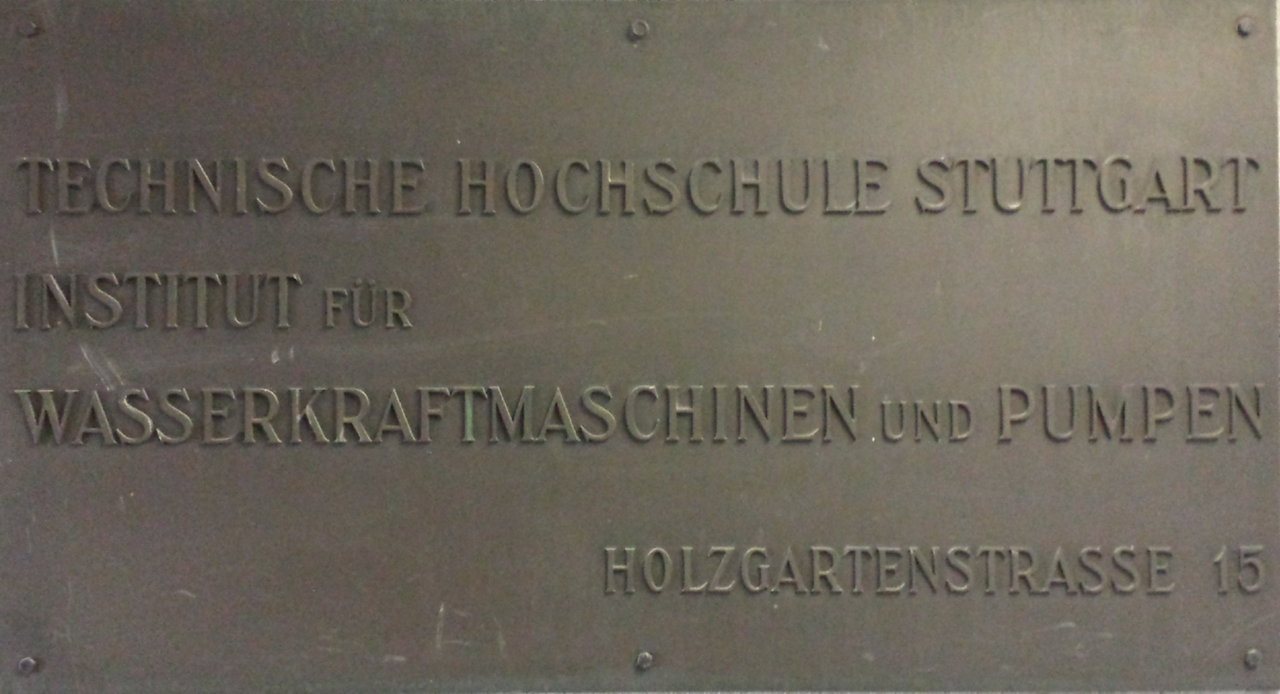 TECHNISCHE HOCHSCHULE STUTTGART
INSTITUT FÜR
WASSERKRAFTMASCHINEN UND PUMPEN
HOLZGARTENSTRASSE 15